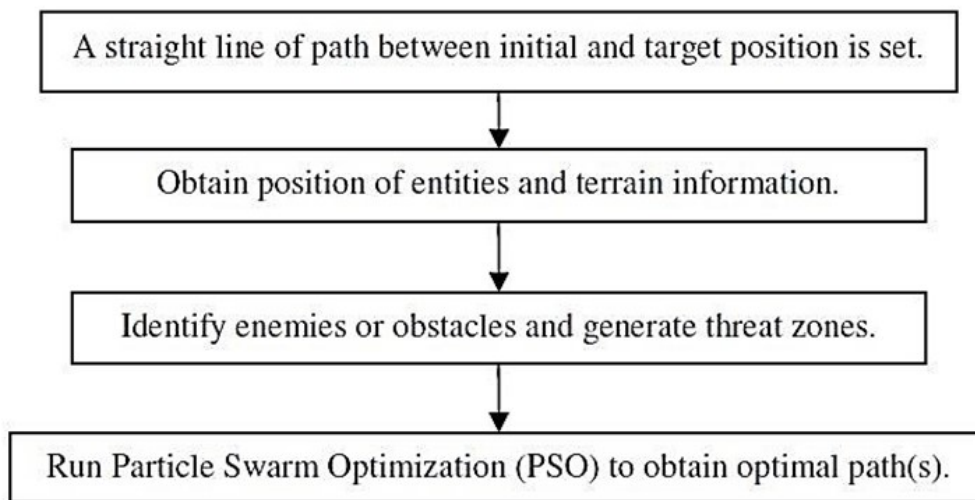 A straight line of path between initial and target position is set.
Obtain position of entities and terrain information.
Identify enemies or obstacles and generate threat zones.
Run Particle Swarm Optimization (PSO) to obtain optimal path(s).